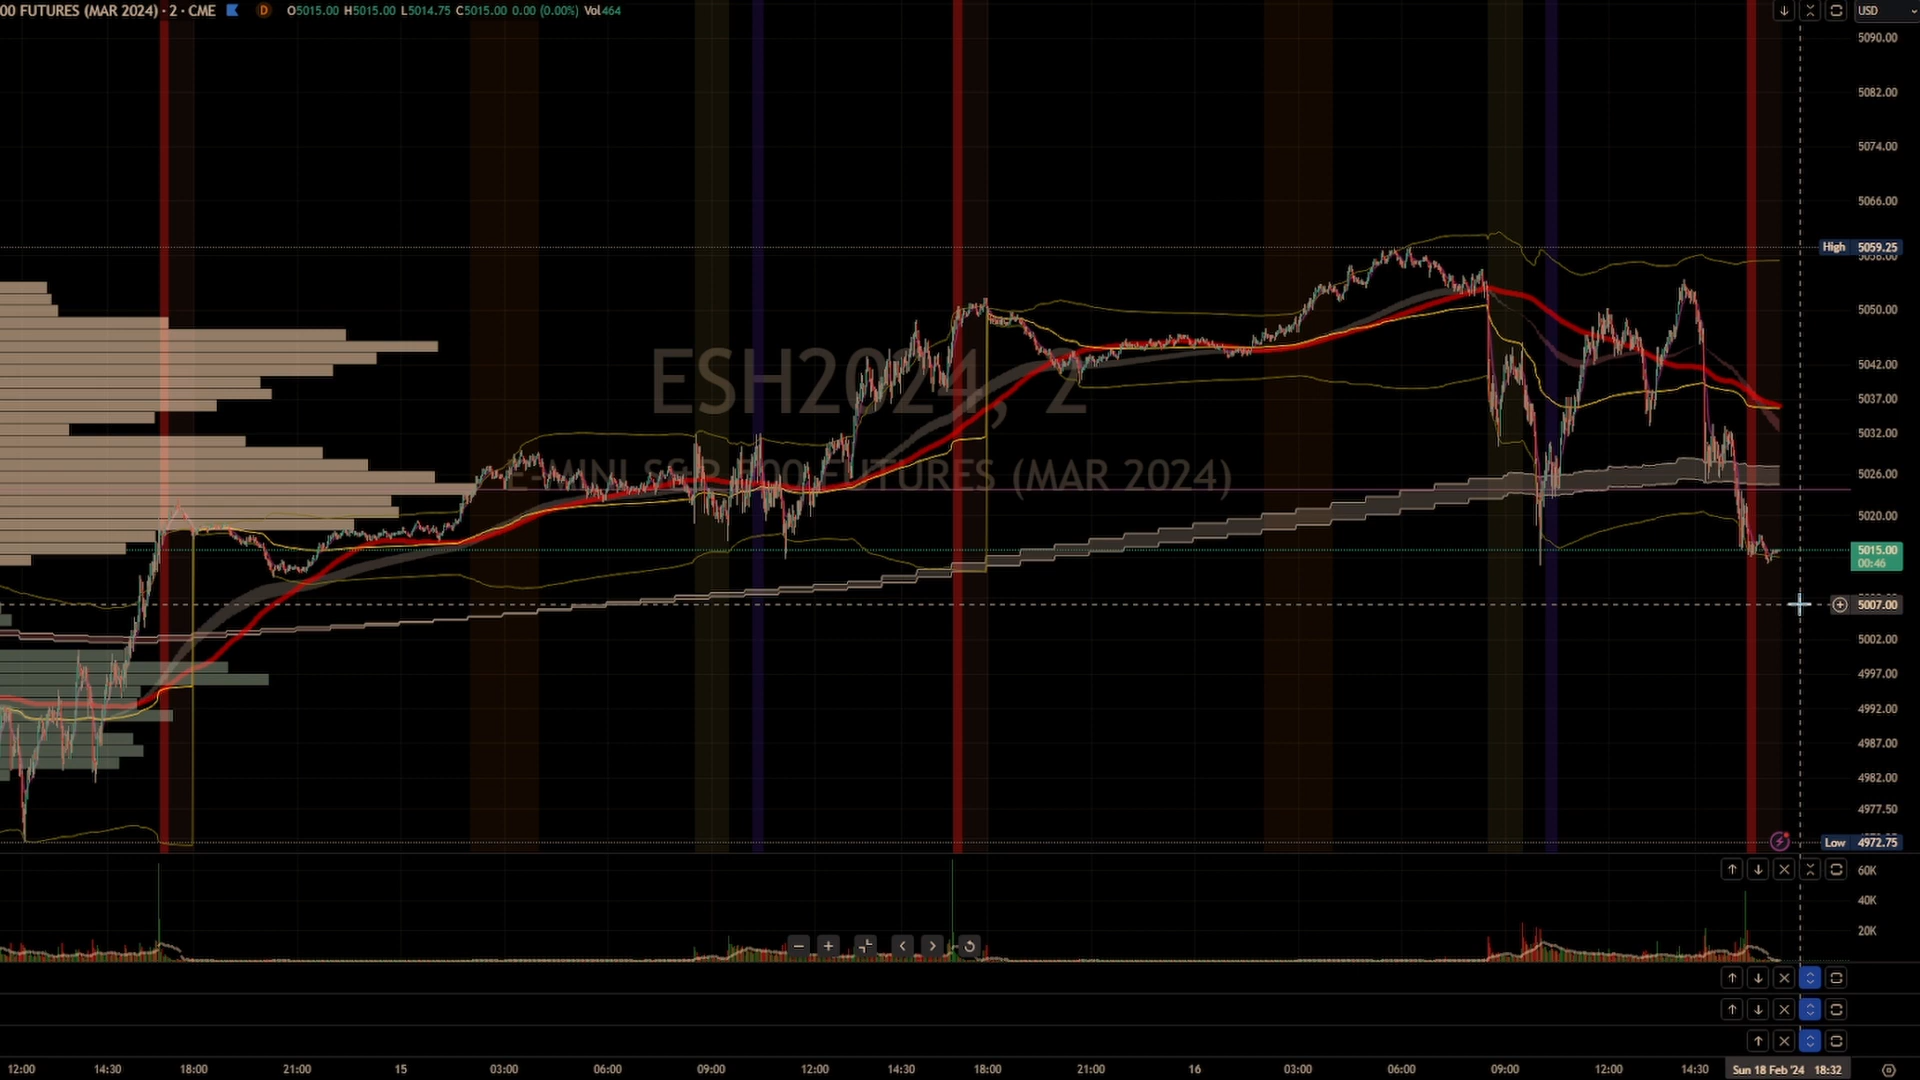 00 FUTURES (MAR 2024) · 2 · CME D O5015.00 H5015.00 L5014.75 C5015.00 0.00 (0.00%) Vol464
USD
5090.00
5082.00
5074.00
5066.00
High 5059.25
5058.00
5050.00
5042.00
5037.00
5032.00
5026.00
5020.00
5015.00
00:46
5007.00
5002.00
4997.00
4992.00
4987.00
4982.00
4977.50
Low 4972.75
ESH2024, 2
E-MINI S&P 500 FUTURES (MAR 2024)
60K
40K
20K
12:00 14:30 18:00 21:00 15 03:00 06:00 09:00 12:00 14:30 18:00 21:00 16 03:00 06:00 09:00 12:00 14:30 Sun 18 Feb '24 18:32